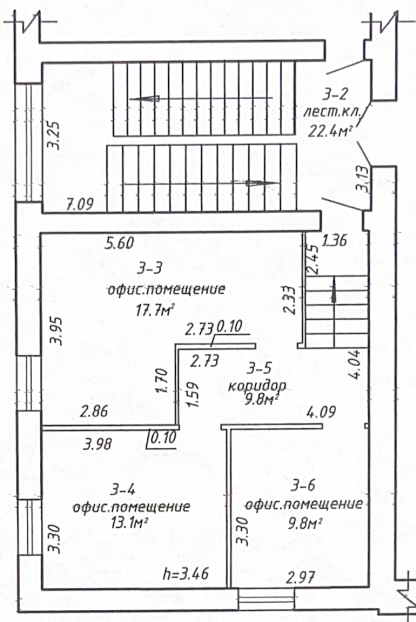 3-2
лест.кл.
22.4м²
3.25
3.13
7.09
5.60
1.36
2.45
3-3
офис.помещение
17.7м²
2.33
3.95
2.73
0.10
2.73
4.04
3-5
коридор
9.8м²
1.70
1.59
2.86
4.09
0.10
3.98
3-4
офис.помещение
13.1м²
3-6
офис.помещение
9.8м²
3.30
3.30
h=3.46
2.97